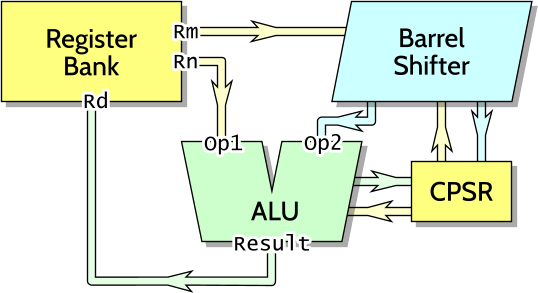 Register
Bank
Rm
Rn
Rd
Barrel
Shifter
Op1
Op2
ALU
Result
CPSR